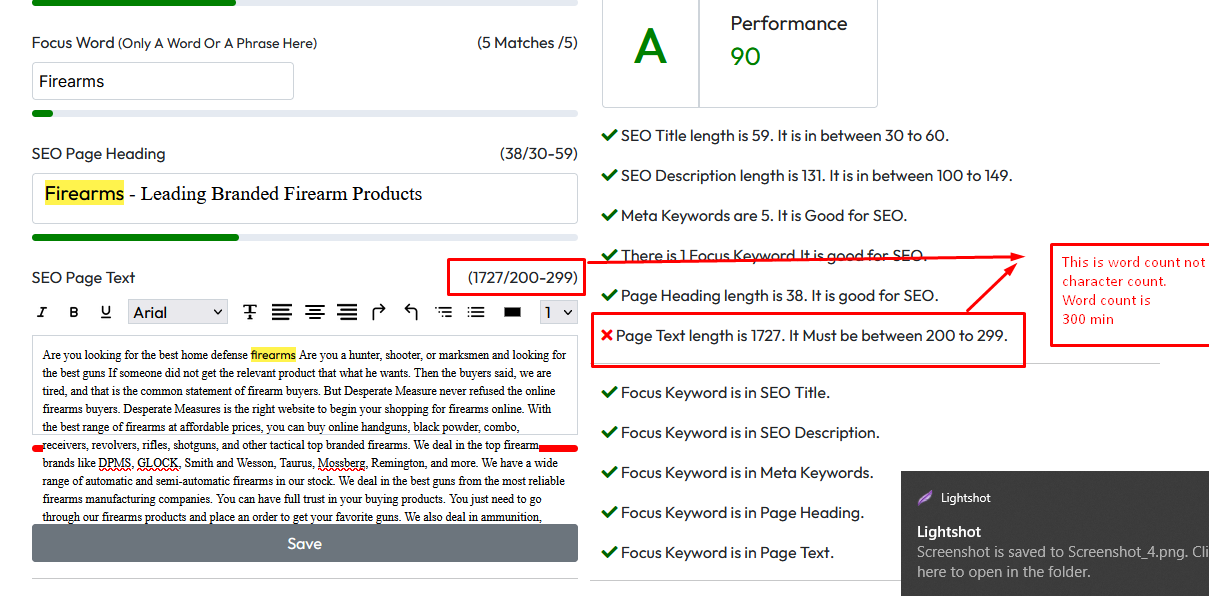 Focus Word (Only A Word Or A Phrase Here) (5 Matches /5)
Firearms
SEO Page Heading (38/30-59)
Firearms - Leading Branded Firearm Products
SEO Page Text (1727/200-299)
I B U Arial T 1
Are you looking for the best home defense firearms Are you a hunter, shooter, or marksmen and looking for
the best guns If someone did not get the relevant product that what he wants. Then the buyers said, we are
tired, and that is the common statement of firearm buyers. But Desperate Measure never refused the online
firearms buyers. Desperate Measures is the right website to begin your shopping for firearms online. With
the best range of firearms at affordable prices, you can buy online handguns, black powder, combo,
receivers, revolvers, rifles, shotguns, and other tactical top branded firearms. We deal in the top firearm
brands like DPMS, GLOCK, Smith and Wesson, Taurus, Mossberg, Remington, and more. We have a wide
range of automatic and semi-automatic firearms in our stock. We deal in the best guns from the most reliable
firearms manufacturing companies. You can have full trust in your buying products. You just need to go
through our firearms products and place an order to get your favorite guns. We also deal in ammunition,
Save
A
Performance
90
SEO Title length is 59. It is in between 30 to 60.
SEO Description length is 131. It is in between 100 to 149.
Meta Keywords are 5. It is Good for SEO.
There is 1 Focus Keyword It is good for SEO.
Page Heading length is 38. It is good for SEO.
Page Text length is 1727. It Must be between 200 to 299.
Focus Keyword is in SEO Title.
Focus Keyword is in SEO Description.
Focus Keyword is in Meta Keywords.
Focus Keyword is in Page Heading.
Focus Keyword is in Page Text.
This is word count not
character count.
Word count is
300 min
Lightshot
Lightshot
Screenshot is saved to Screenshot_4.png. Cli
here to open in the folder.